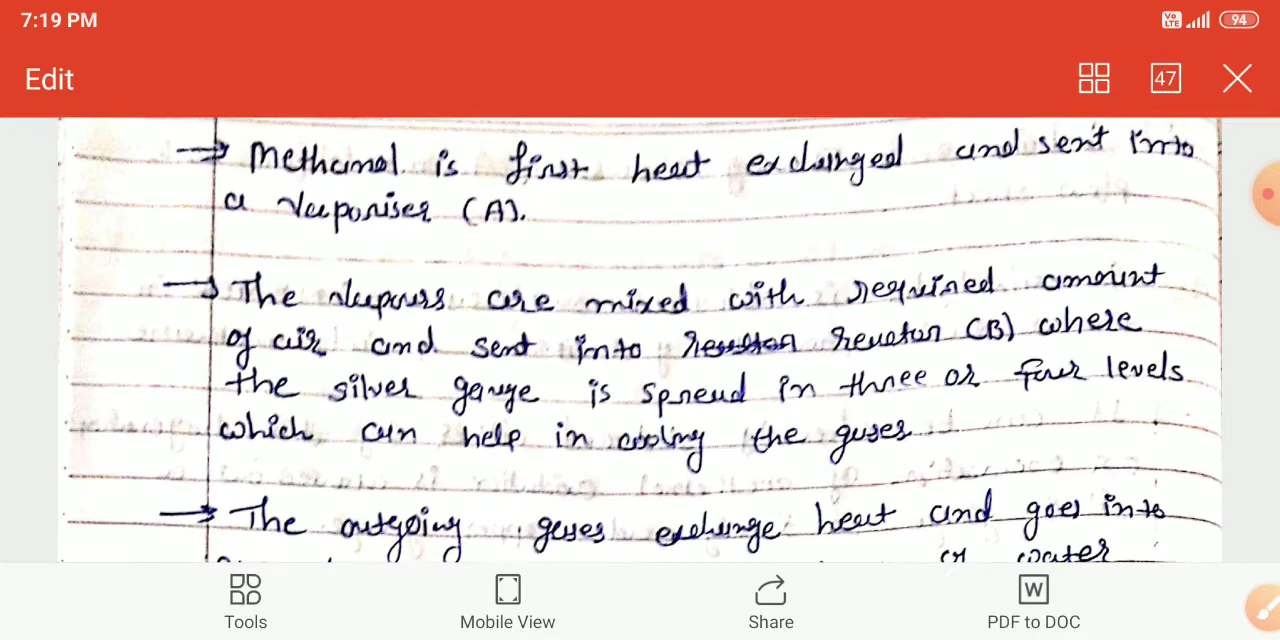 7:19 PM
Vo LTE 94
Edit
47
→ Methanol is first heat exchanged and sent into
a vaporiser (A).
→ The vapours are mixed with required amount
of air and sent into reactor (B) where
the silver gauge is spread in three or four levels
which can help in cooling the gases
→ The outgoing gases exchange heat and goes into
or water
Tools
Mobile View
Share
PDF to DOC